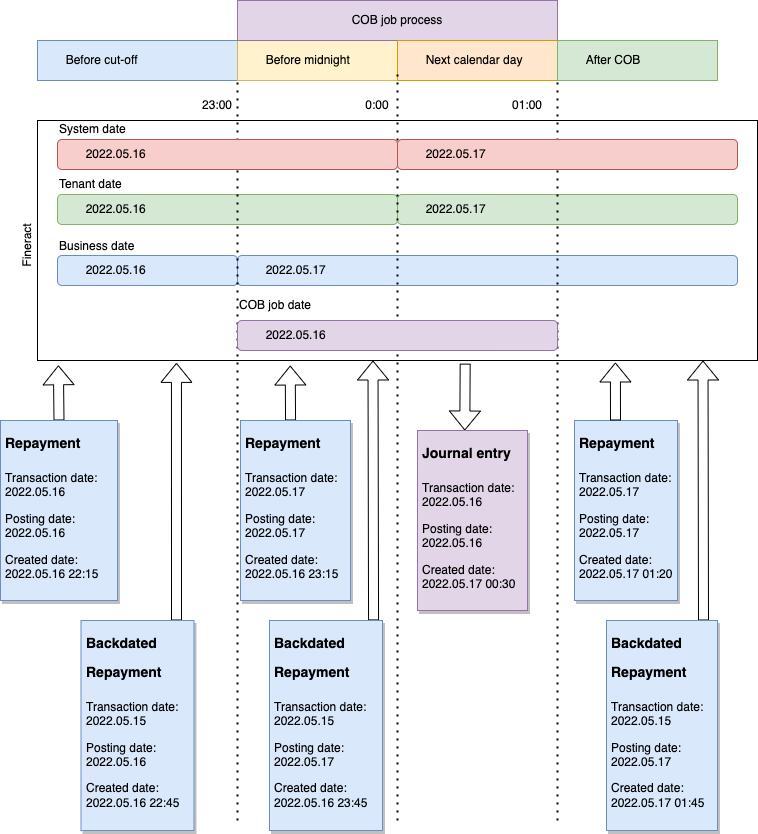 COB job process
Before cut-off
Before midnight
Next calendar day
After COB
23:00
0:00
01:00
Fineract
System date
2022.05.16
2022.05.17
Tenant date
2022.05.16
2022.05.17
Business date
2022.05.16
2022.05.17
COB job date
2022.05.16
Repayment
Transaction date:
2022.05.16
Posting date:
2022.05.16
Created date:
2022.05.16 22:15
Repayment
Transaction date:
2022.05.17
Posting date:
2022.05.17
Created date:
2022.05.16 23:15
Journal entry
Transaction date:
2022.05.16
Posting date:
2022.05.16
Created date:
2022.05.17 00:30
Repayment
Transaction date:
2022.05.17
Posting date:
2022.05.17
Created date:
2022.05.17 01:20
Backdated
Repayment
Transaction date:
2022.05.15
Posting date:
2022.05.16
Created date:
2022.05.16 22:45
Backdated
Repayment
Transaction date:
2022.05.15
Posting date:
2022.05.17
Created date:
2022.05.16 23:45
Backdated
Repayment
Transaction date:
2022.05.15
Posting date:
2022.05.17
Created date:
2022.05.17 01:45